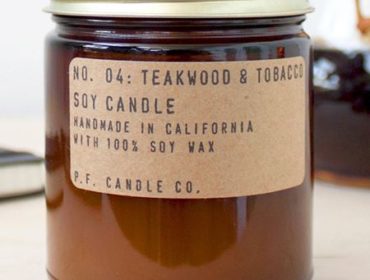 NO. 04: TEAKWOOD & TOBACCO
SOY CANDLE
HANDMADE IN CALIFORNIA
WITH 100% SOY WAX
P.F. CANDLE CO.